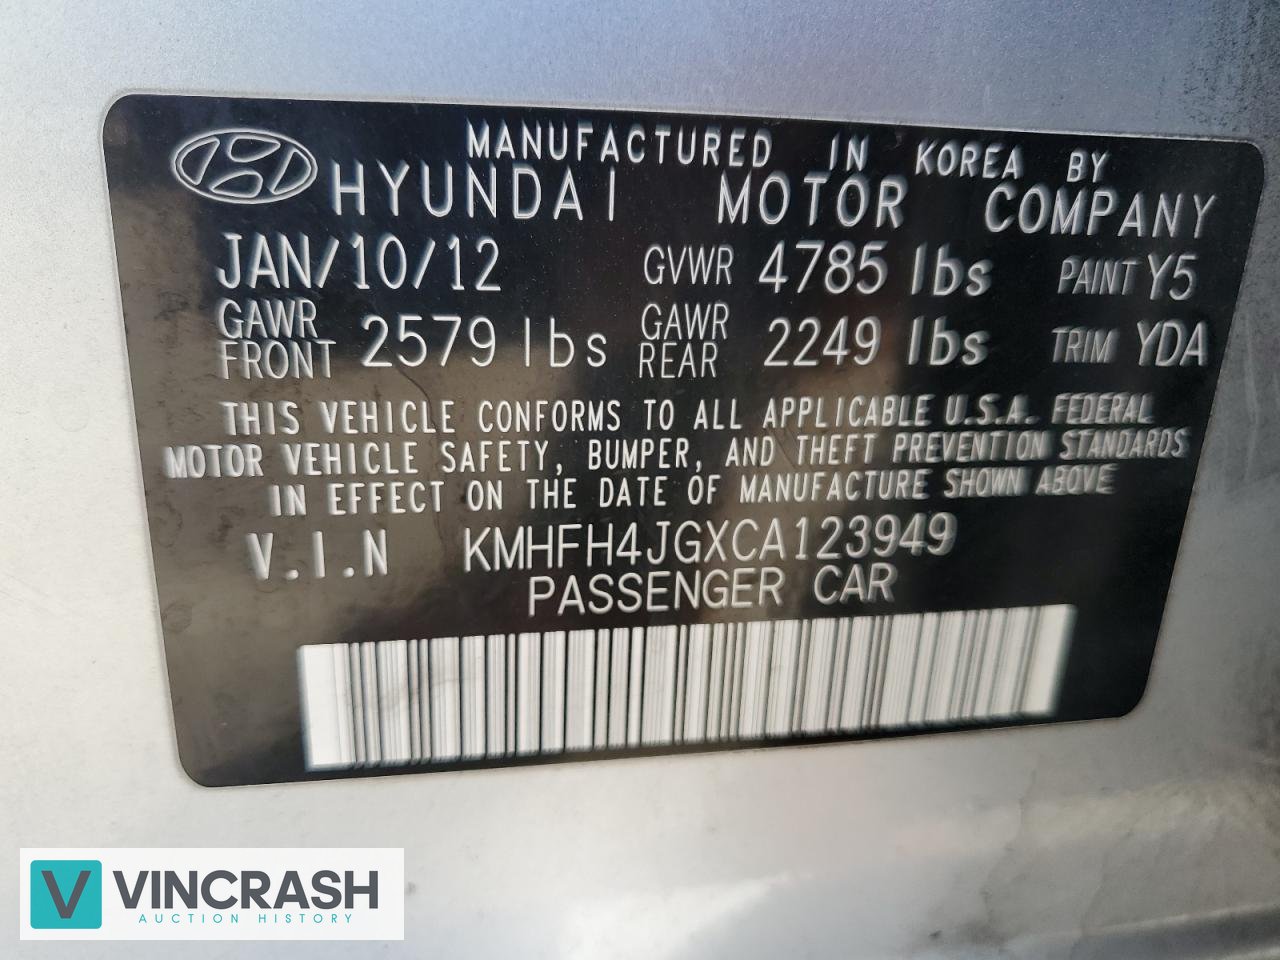 MANUFACTURED IN KOREA BY
HYUNDAI MOTOR COMPANY
JAN/10/12 GVWR 4785 lbs PAINT Y5
GAWR FRONT 2579 lbs GAWR REAR 2249 lbs TRIM YDA
THIS VEHICLE CONFORMS TO ALL APPLICABLE U.S.A. FEDERAL
MOTOR VEHICLE SAFETY, BUMPER, AND THEFT PREVENTION STANDARDS
IN EFFECT ON THE DATE OF MANUFACTURE SHOWN ABOVE
V.I.N KMHFH4JGXCA123949
PASSENGER CAR
V VINCRASH
AUCTION HISTORY